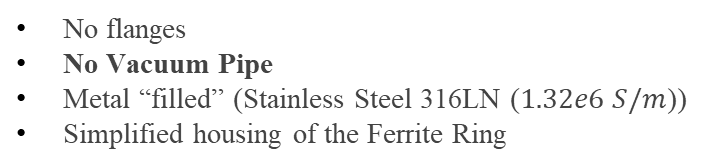 • No flanges
• No Vacuum Pipe
• Metal “filled” (Stainless Steel 316LN (1.32e6 S/m))
• Simplified housing of the Ferrite Ring